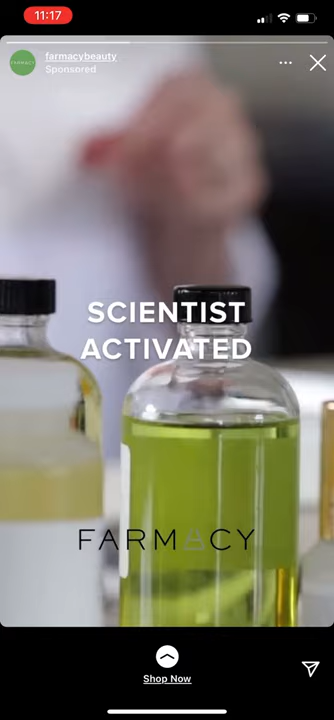 11:17
farmacybeauty
Sponsored
SCIENTIST
ACTIVATED
FARMACY
Shop Now